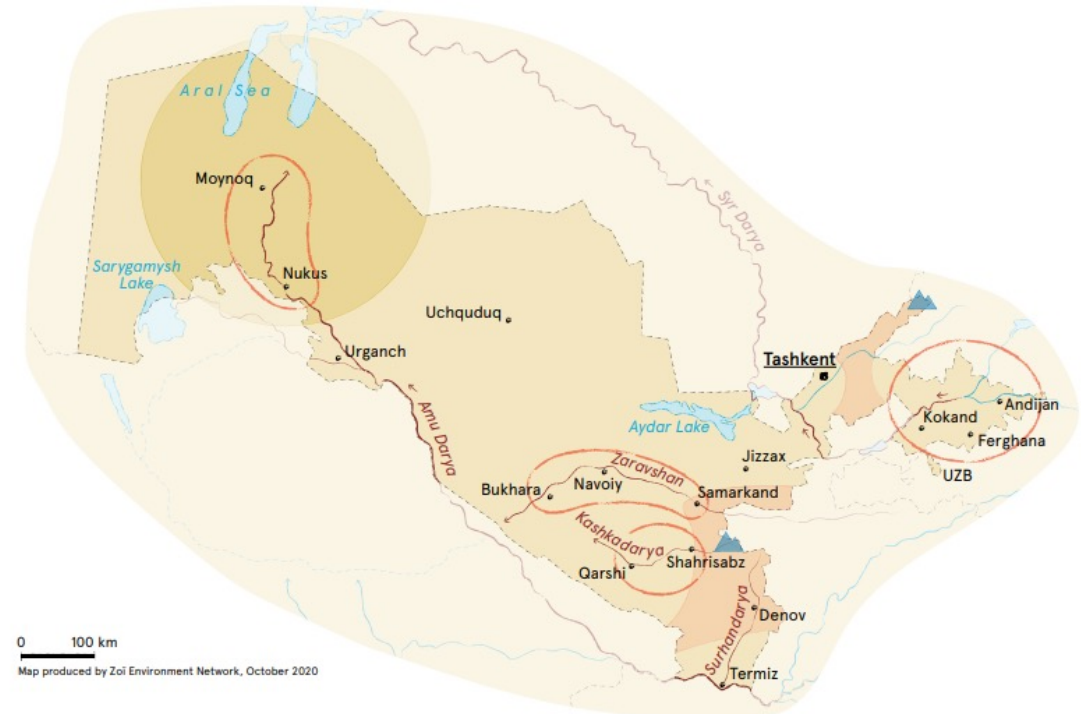 Aral Sea
Moynoq
Syr Darya
Sarygamysh
Lake
Nukus
Uchquduq
Urganch
Tashkent
Amu Darya
Andijan
Kokand
Aydar Lake
Ferghana
Jizzax
UZB
Zaravshan
Navoiy
Bukhara
Samarkand
Kashkadarya
Shahrisabz
Qarshi
Surhandarya
Denov
Termiz
0 100 km
Map produced by Zoï Environment Network, October 2020